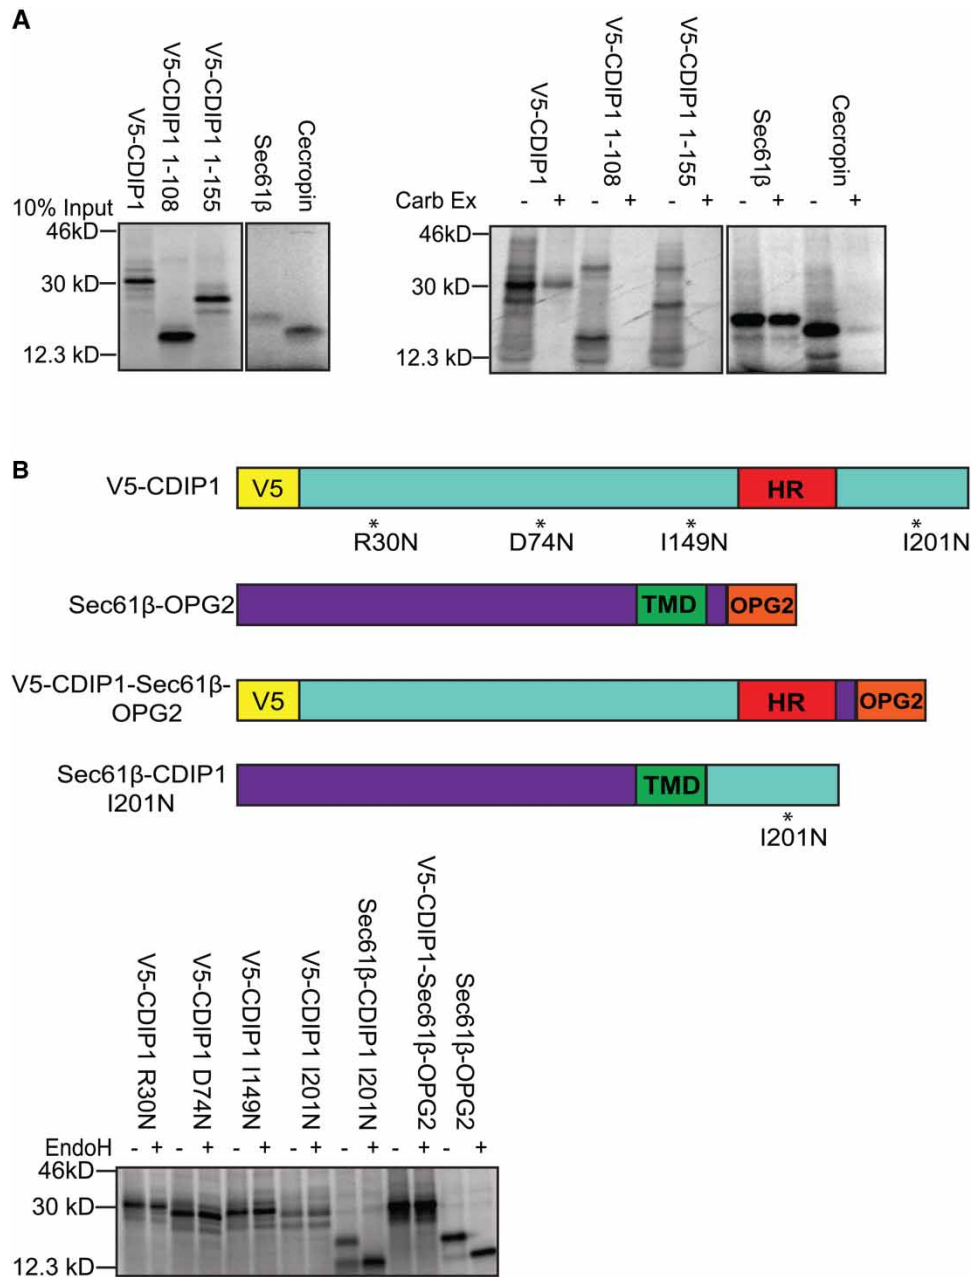 A
V5-CDIP1
V5-CDIP1 1-108
V5-CDIP1 1-155
Sec61β
Cecropin
10% Input
46kD
30 kD
12.3 kD
V5-CDIP1
V5-CDIP1 1-108
V5-CDIP1 1-155
Sec61β
Cecropin
Carb Ex - + - + - + - + - +
46kD
30 kD
12.3 kD
B
V5-CDIP1
V5
HR
* * * *
R30N D74N I149N I201N
Sec61β-OPG2
TMD
OPG2
V5-CDIP1-Sec61β-
OPG2
V5
HR
OPG2
Sec61β-CDIP1
I201N
TMD
*
I201N
V5-CDIP1 R30N
V5-CDIP1 D74N
V5-CDIP1 I149N
V5-CDIP1 I201N
Sec61β-CDIP1 I201N
V5-CDIP1-Sec61β-OPG2
Sec61β-OPG2
EndoH - + - + - + - + - + - + - +
46kD
30 kD
12.3 kD